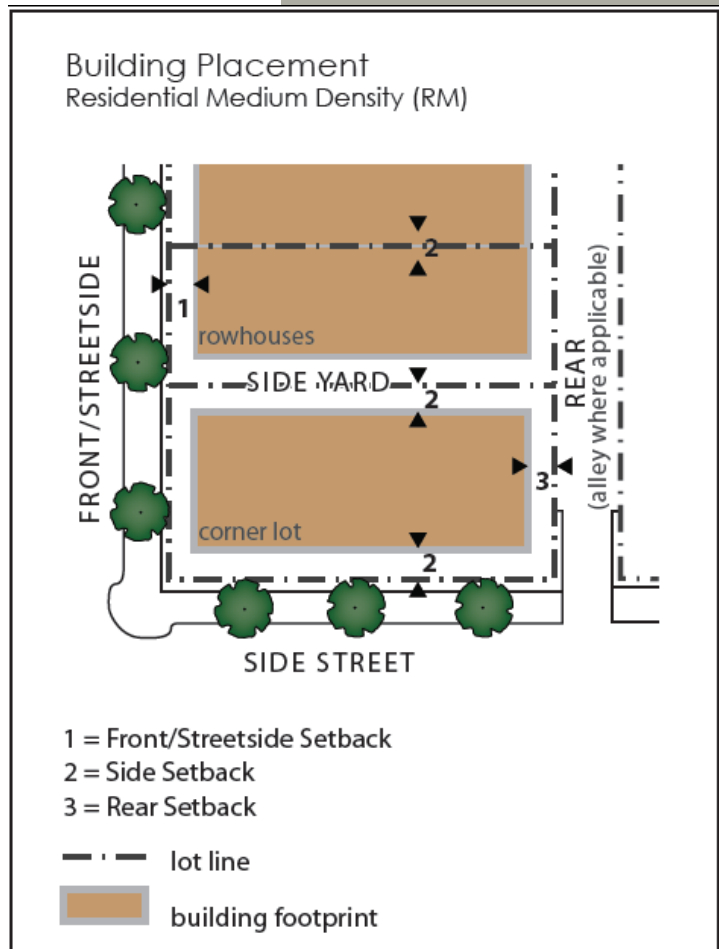 Building Placement
Residential Medium Density (RM)
2
1
rowhouses
SIDE YARD
2
3
corner lot
2
FRONT/STREETSIDE
REAR
(alley where applicable)
SIDE STREET
1 = Front/Streetside Setback
2 = Side Setback
3 = Rear Setback
lot line
building footprint